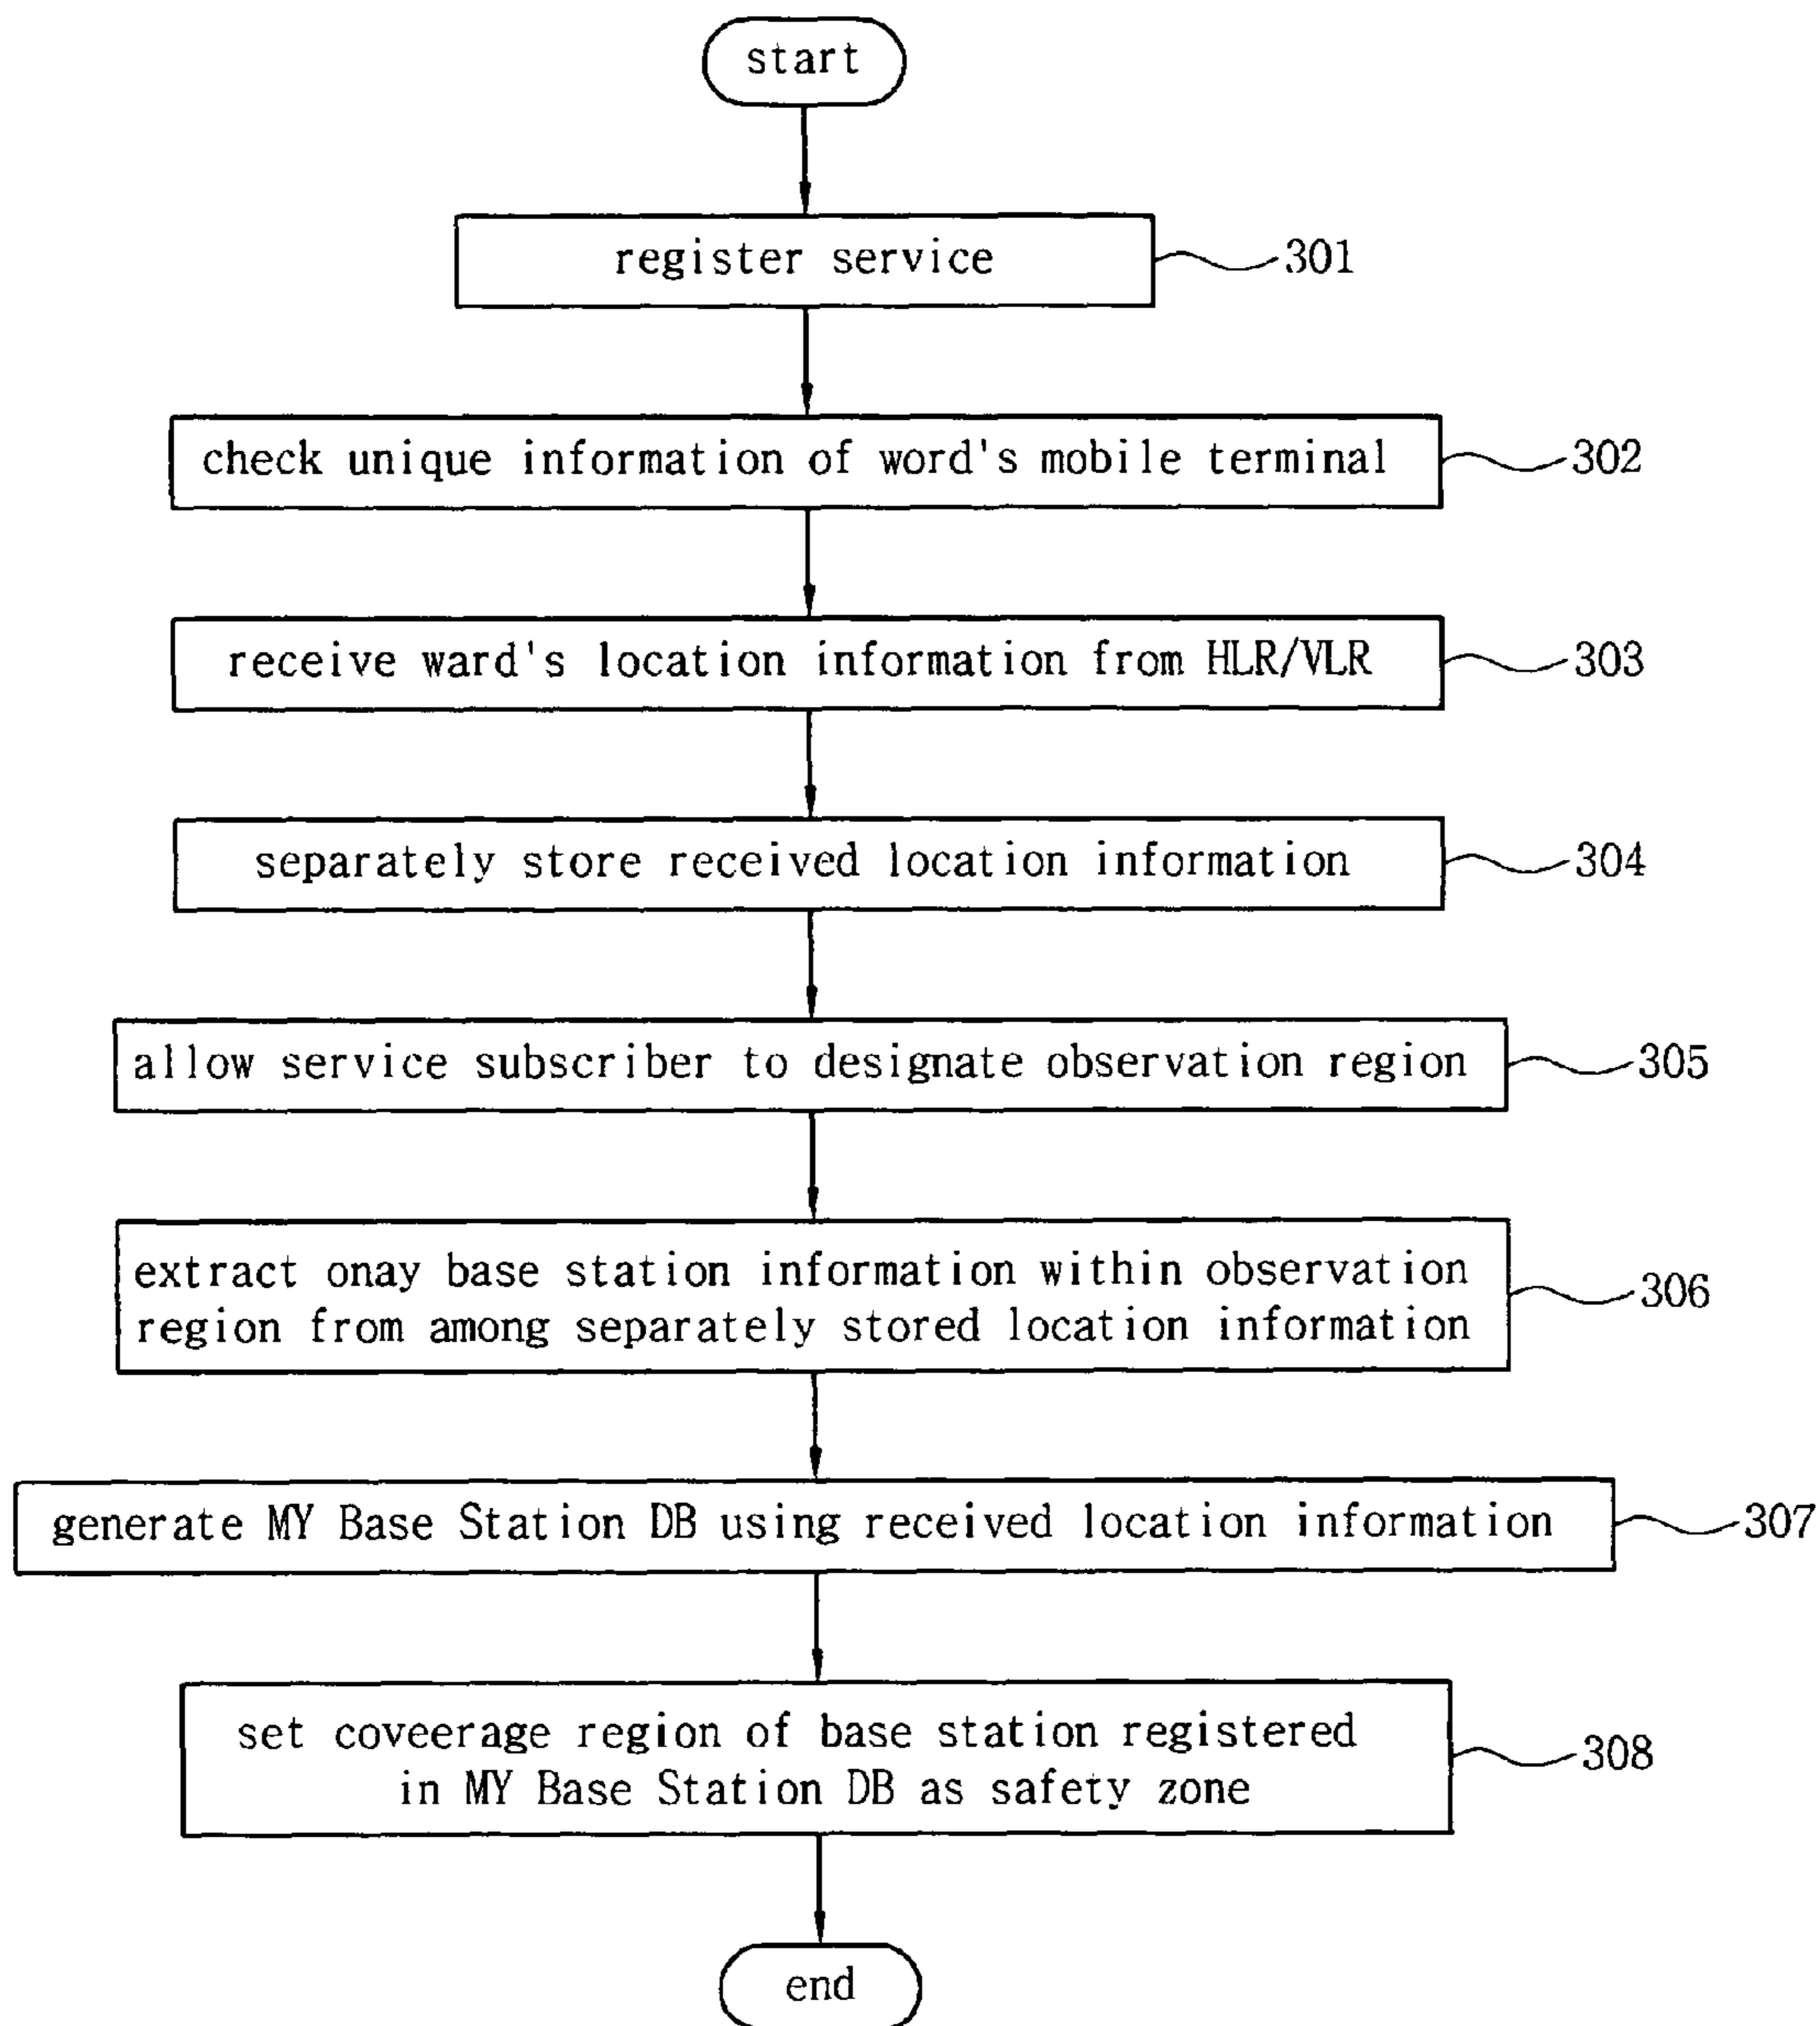 start
register service
301
check unique information of word's mobile terminal
302
receive ward's location information from HLR/VLR
303
separately store received location information
304
allow service subscriber to designate observation region
305
extract onay base station information within observation
region from among separately stored location information
306
generate MY Base Station DB using received location information
307
set coveerage region of base station registered
in MY Base Station DB as safety zone
308
end